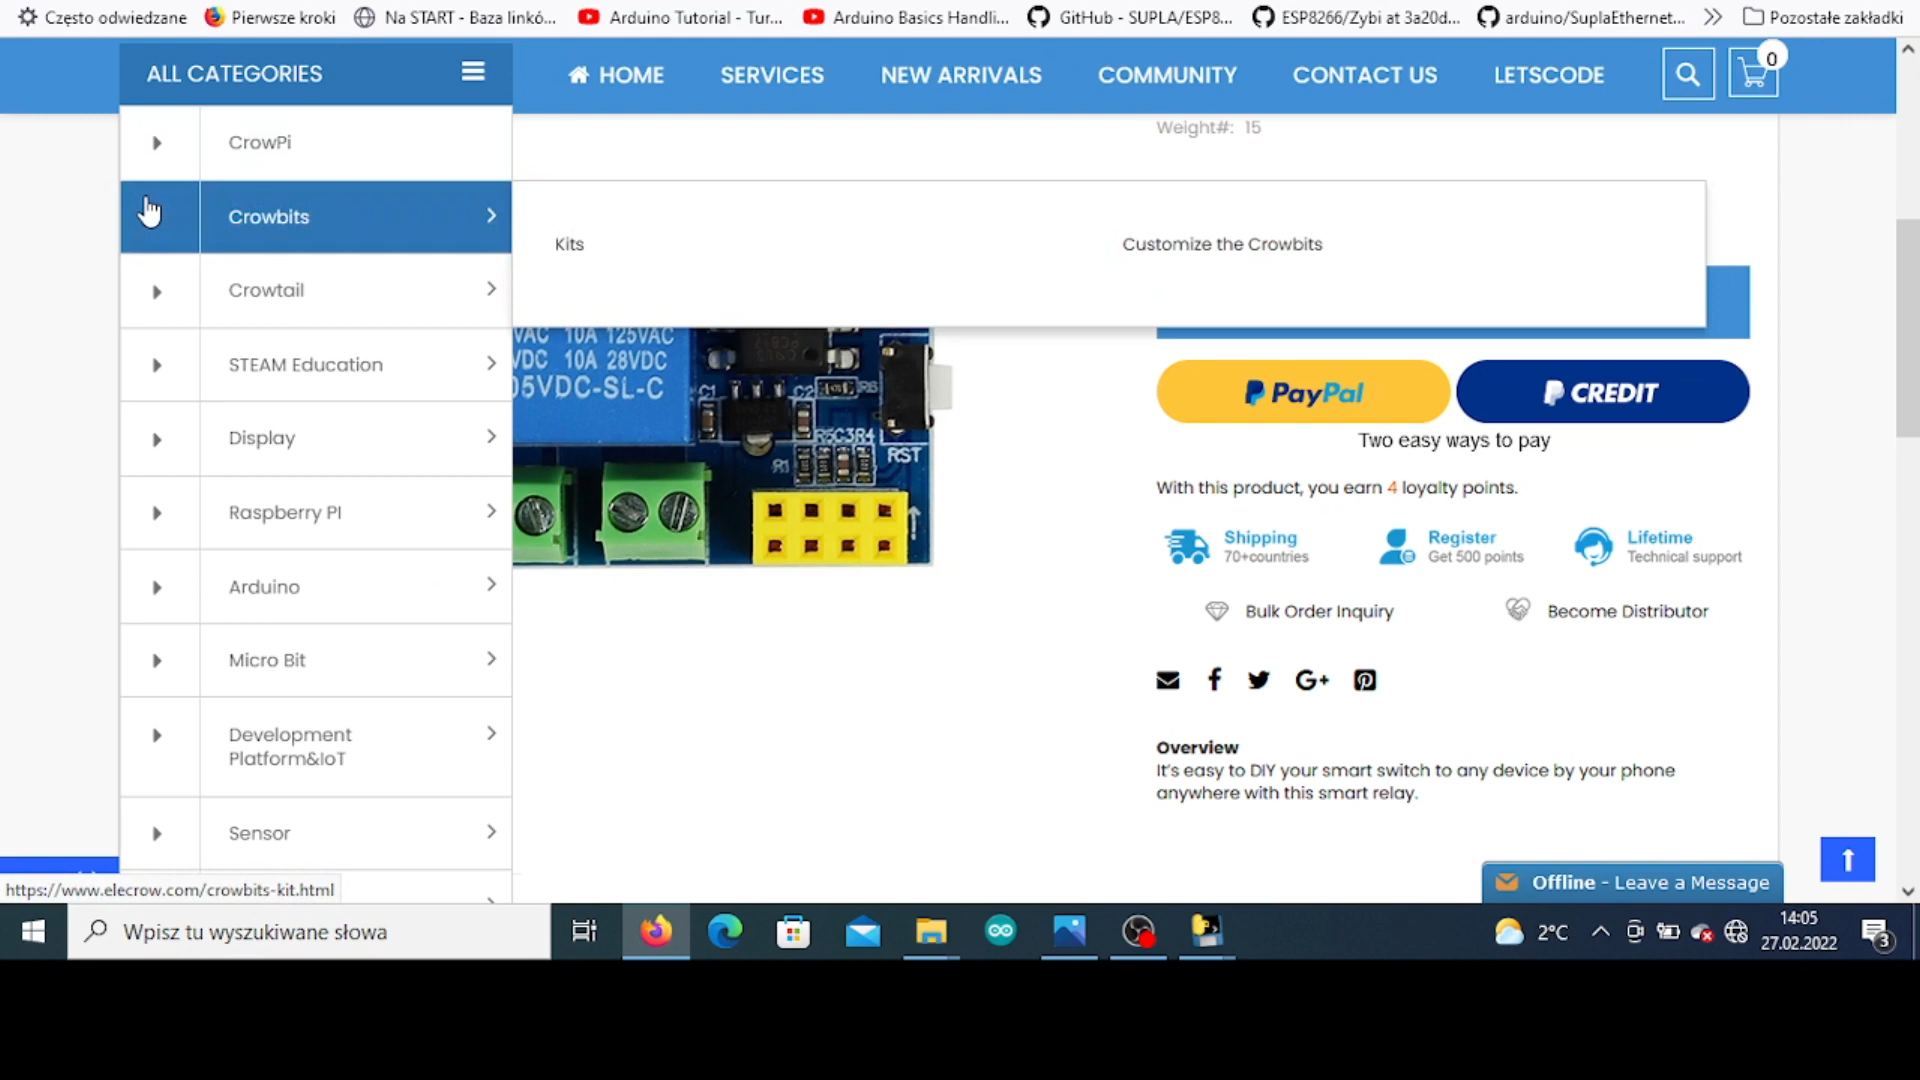 Często odwiedzane Pierwsze kroki Na START - Baza linkó... Arduino Tutorial - Tur... Arduino Basics Handli... GitHub - SUPLA/ESP8... ESP8266/Zybi at 3a20d... arduino/SuplaEthernet... Pozostałe zakładki
ALL CATEGORIES
HOME SERVICES NEW ARRIVALS COMMUNITY CONTACT US LETSCODE 0
Weight#: 15
CrowPi
Crowbits
Kits Customize the Crowbits
Crowtail
STEAM Education
Display
Raspberry PI
Arduino
Micro Bit
Development
Platform&IoT
Sensor
VAC 10A 125VAC
VDC 10A 28VDC
05VDC-SL-C
C1 C2 R6
R5C3R4
R1
RST
PayPal CREDIT
Two easy ways to pay
With this product, you earn 4 loyalty points.
Shipping
70+countries
Register
Get 500 points
Lifetime
Technical support
Bulk Order Inquiry Become Distributor
Overview
It's easy to DIY your smart switch to any device by your phone
anywhere with this smart relay.
Offline - Leave a Message
https://www.elecrow.com/crowbits-kit.html
Wpisz tu wyszukiwane słowa
2°C
14:05
27.02.2022
3